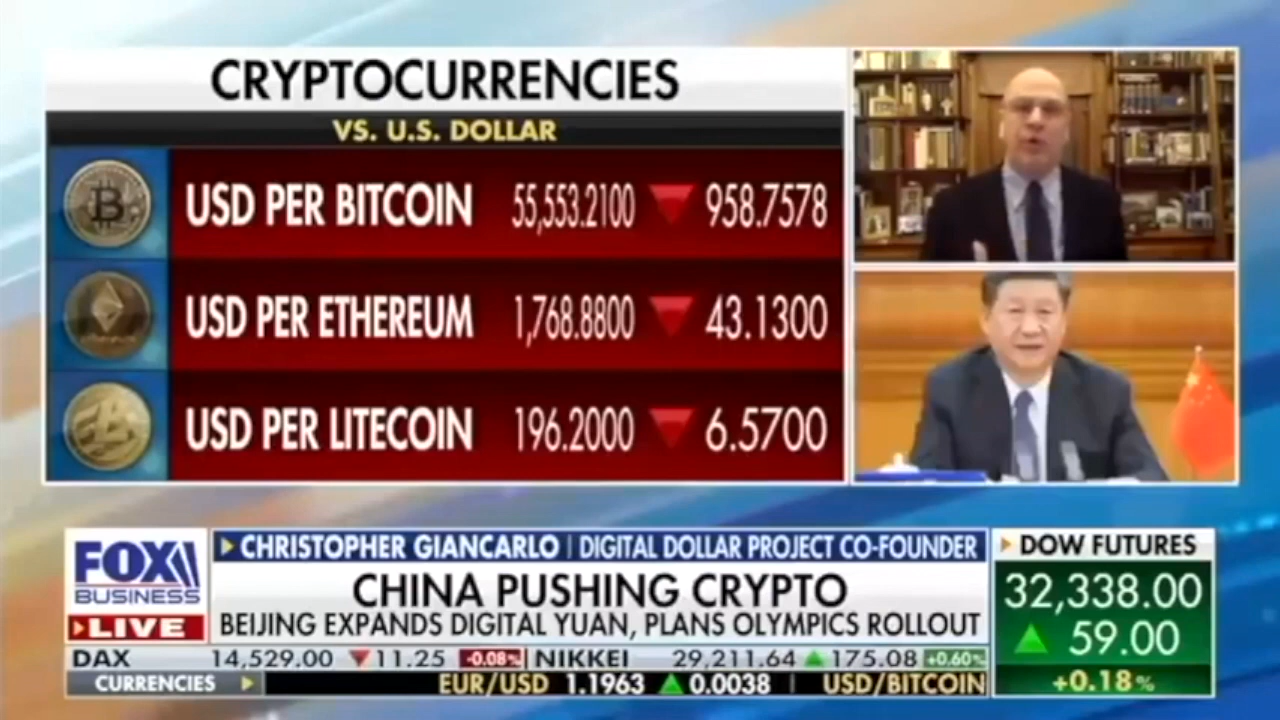 CRYPTOCURRENCIES
VS. U.S. DOLLAR
USD PER BITCOIN 55,553.2100 ▼ 958.7578
USD PER ETHEREUM 1,768.8800 ▼ 43.1300
USD PER LITECOIN 196.2000 ▼ 6.5700
FOX BUSINESS
LIVE
CHRISTOPHER GIANCARLO | DIGITAL DOLLAR PROJECT CO-FOUNDER
CHINA PUSHING CRYPTO
BEIJING EXPANDS DIGITAL YUAN, PLANS OLYMPICS ROLLOUT
DOW FUTURES
32,338.00
▲ 59.00
+0.18%
DAX 14,529.00 ▼ 11.25 -0.08% | NIKKEI 29,211.64 ▲ 175.08 +0.60%
CURRENCIES EUR/USD 1.1963 ▲ 0.0038 | USD/BITCOIN